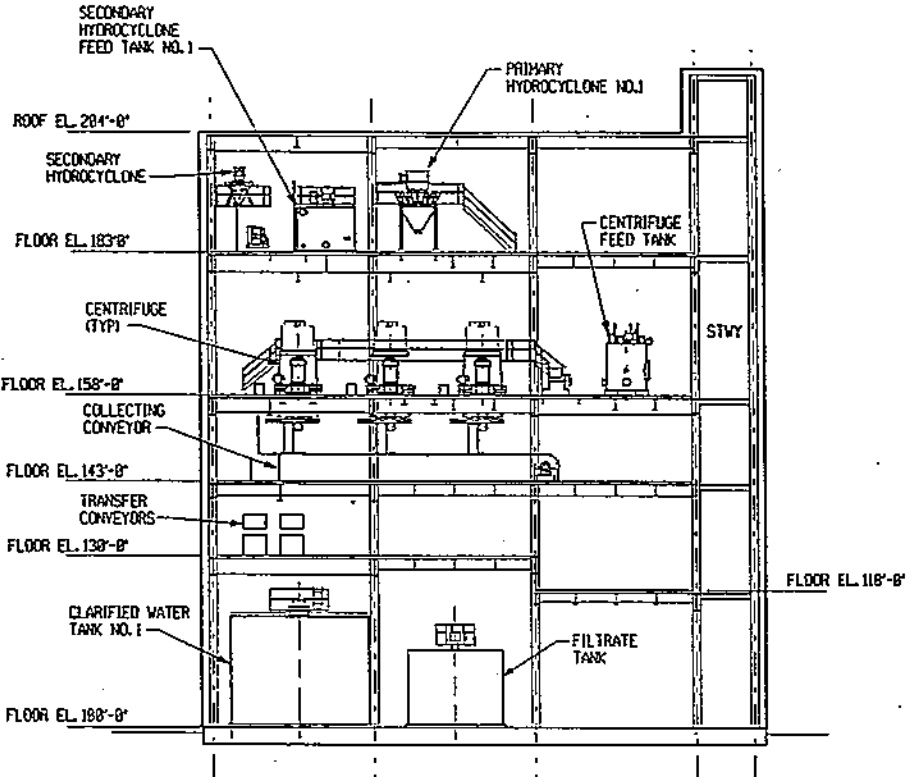 SECONDARY
HYDROCYCLONE
FEED TANK NO.1
PRIMARY
HYDROCYCLONE NO.1
ROOF EL. 204'-0"
SECONDARY
HYDROCYCLONE
FLOOR EL. 183'0"
CENTRIFUGE
FEED TANK
CENTRIFUGE
(TYP)
STWY
FLOOR EL. 158'-0"
COLLECTING
CONVEYOR
FLOOR EL. 143'-0"
TRANSFER
CONVEYORS
FLOOR EL. 130'-0"
FLOOR EL. 118'-0"
CLARIFIED WATER
TANK NO. 1
FILTRATE
TANK
FLOOR EL. 100'-0"